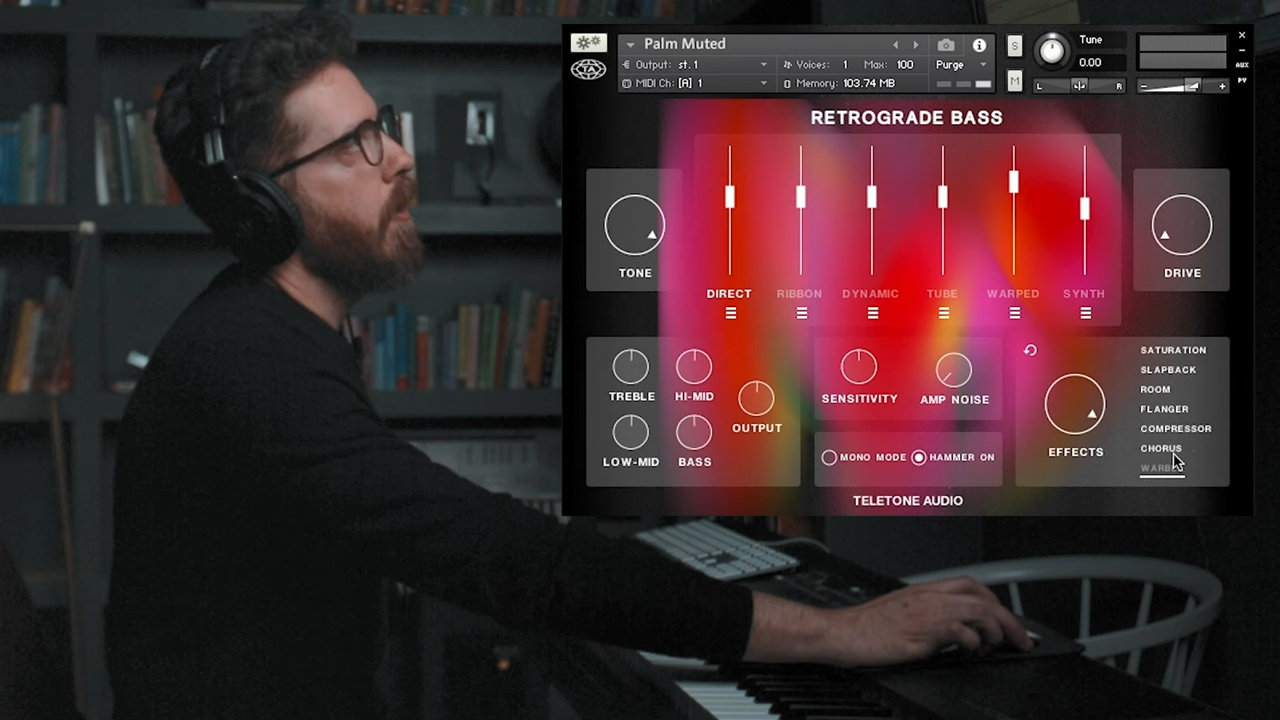 Palm Muted
Output: st.1
Voices: 1 Max: 100
Purge
MIDI Ch: [A] 1
Memory: 103.74 MB
S
M
Tune
0.00
L R
AUX
PV
RETROGRADE BASS
TONE
DIRECT
RIBBON
DYNAMIC
TUBE
WARPED
SYNTH
DRIVE
TREBLE
HI-MID
LOW-MID
BASS
OUTPUT
SENSITIVITY
AMP NOISE
MONO MODE
HAMMER ON
EFFECTS
SATURATION
SLAPBACK
ROOM
FLANGER
COMPRESSOR
CHORUS
TELETONE AUDIO